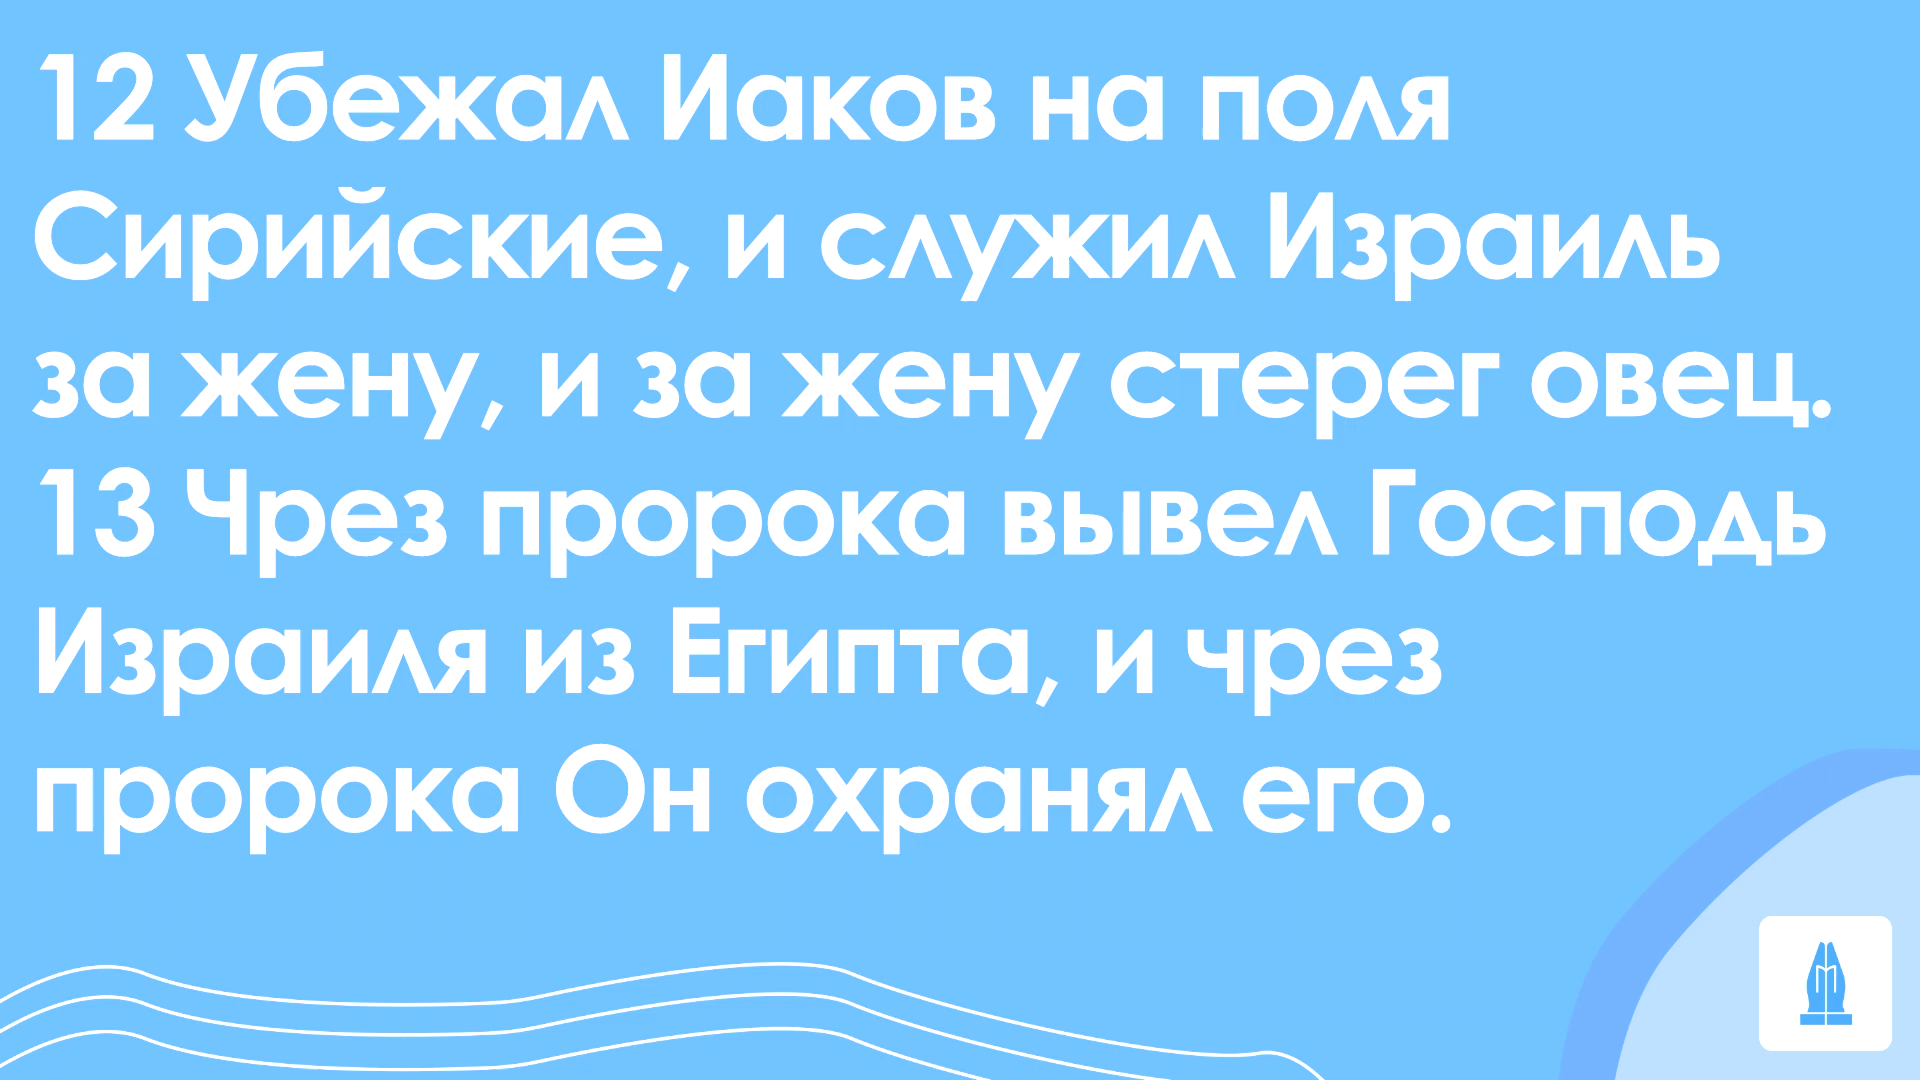 12 Убежал Иаков на поля
Сирийские, и служил Израиль
за жену, и за жену стерег овец.
13 Чрез пророка вывел Господь
Израиля из Египта, и чрез
пророка Он охранял его.